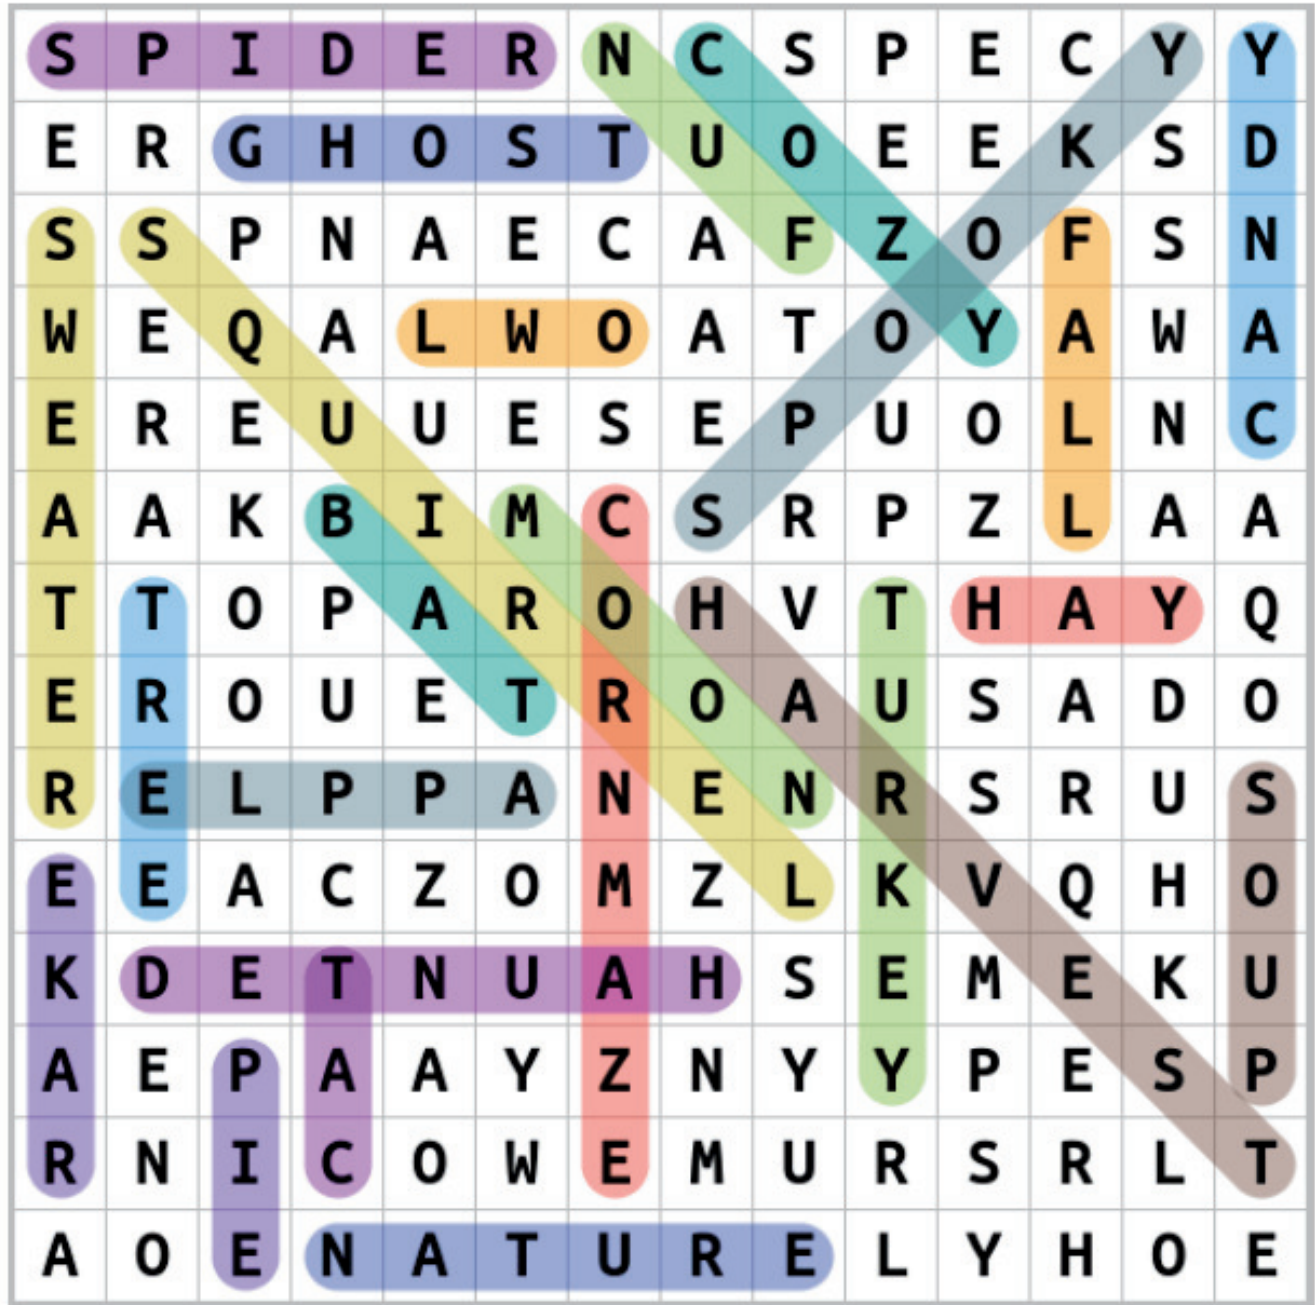 S P I D E R N C S P E C Y Y
E R G H O S T U O E E K S D
S S P N A E C A F Z O F S N
W E Q A L W O A T O Y A W A
E R E U U E S E P U O L N C
A A K B I M C S R P Z L A A
T T O P A R O H V T H A Y Q
E R O U E T R O A U S A D O
R E L P P A N E N R S R U S
E E A C Z O M Z L K V Q H O
K D E T N U A H S E M E K U
A E P A A Y Z N Y Y P E S P
R N I C O W E M U R S R L T
A O E N A T U R E L Y H O E